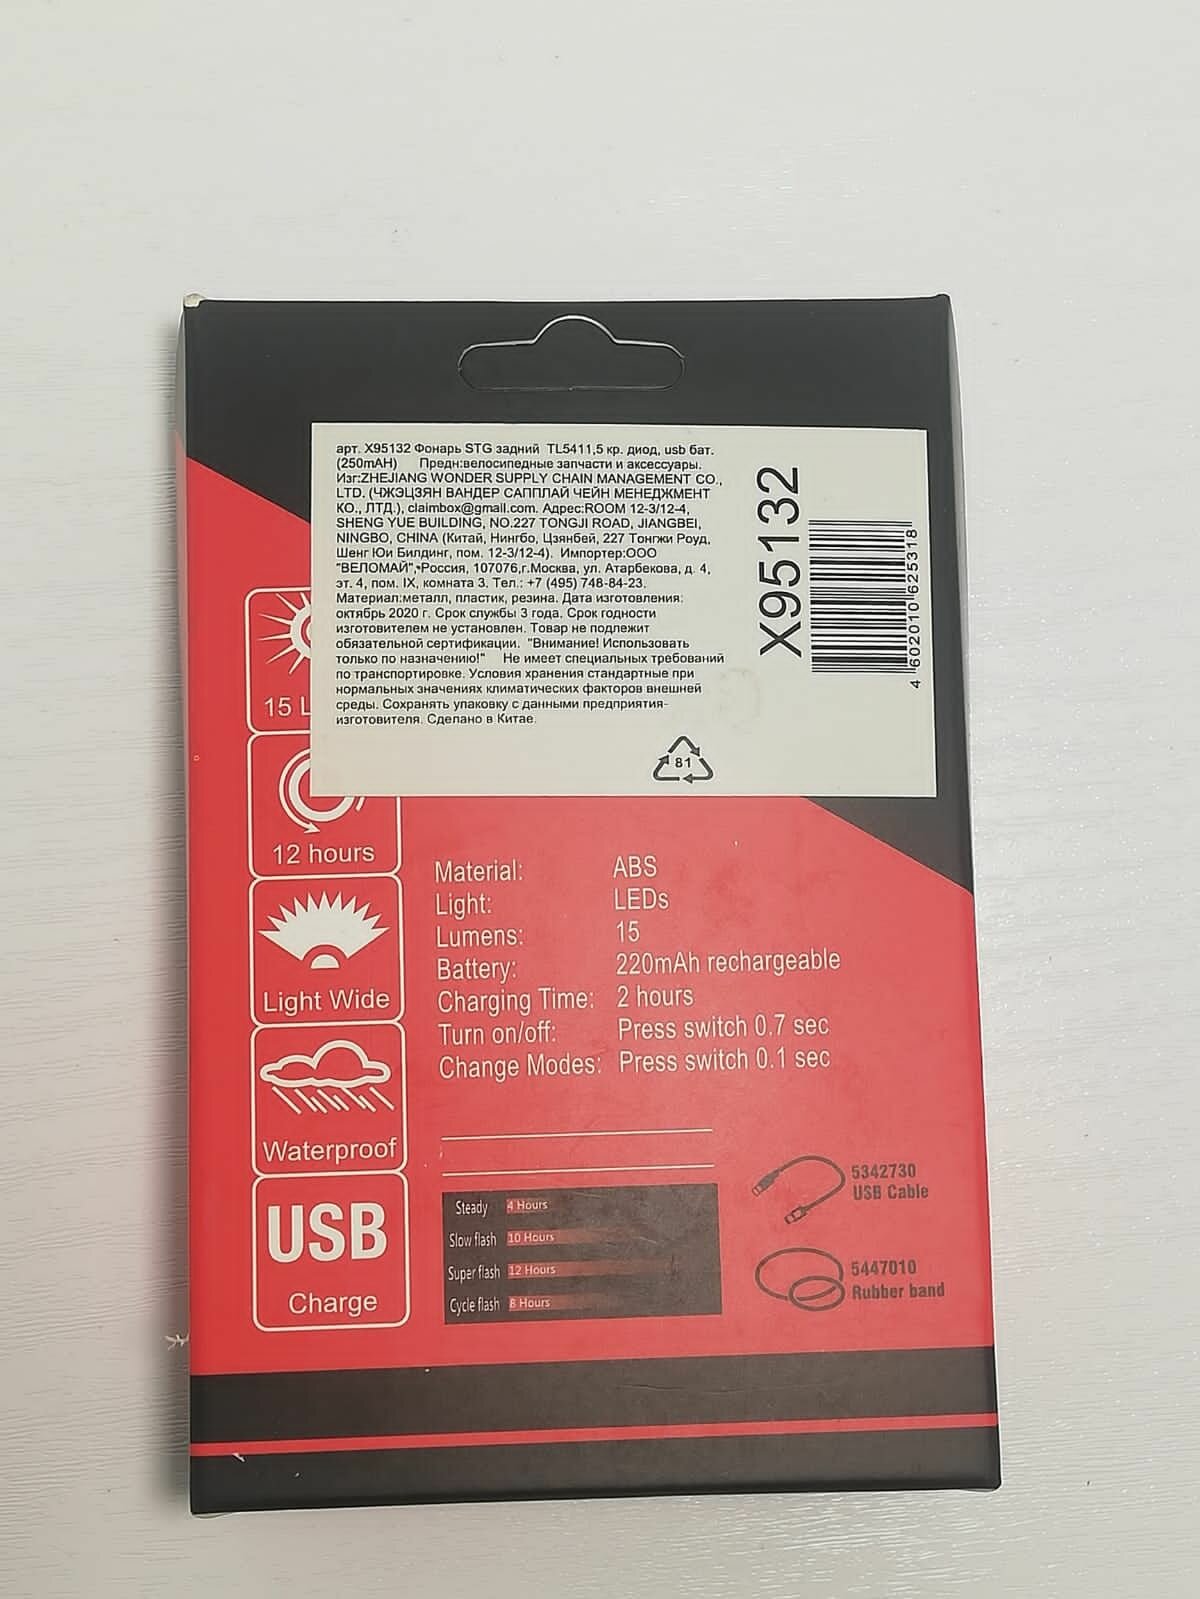 арт. X95132 Фонарь STG задний TL5411,5 кр. диод, usb бат.
(250mAH) Предн:велосипедные запчасти и аксессуары.
Изг:ZHEJIANG WONDER SUPPLY CHAIN MANAGEMENT CO.,
LTD. (ЧЖЭЦЗЯН ВАНДЕР САППЛАЙ ЧЕЙН МЕНЕДЖМЕНТ
КО., ЛТД.), claimbox@gmail.com. Адрес:ROOM 12-3/12-4,
SHENG YUE BUILDING, NO.227 TONGJI ROAD, JIANGBEI,
NINGBO, CHINA (Китай, Нингбо, Цзянбей, 227 Тонгжи Роуд,
Шенг Юи Билдинг, пом. 12-3/12-4). Импортер:ООО
"ВЕЛОМАЙ",•Россия, 107076,г.Москва, ул. Атарбекова, д. 4,
эт. 4, пом. IX, комната 3. Тел.: +7 (495) 748-84-23.
Материал:металл, пластик, резина. Дата изготовления:
октябрь 2020 г. Срок службы 3 года. Срок годности
изготовителем не установлен. Товар не подлежит
обязательной сертификации. "Внимание! Использовать
только по назначению!" Не имеет специальных требований
по транспортировке. Условия хранения стандартные при
нормальных значениях климатических факторов внешней
среды. Сохранять упаковку с данными предприятия-
изготовителя. Сделано в Китае.
X95132
4 602010 625318
81
15 L
12 hours
Light Wide
Waterproof
USB
Charge
Material: ABS
Light: LEDs
Lumens: 15
Battery: 220mAh rechargeable
Charging Time: 2 hours
Turn on/off: Press switch 0.7 sec
Change Modes: Press switch 0.1 sec
Steady 4 Hours
Slow flash 10 Hours
Super flash 12 Hours
Cycle flash 8 Hours
5342730
USB Cable
5447010
Rubber band